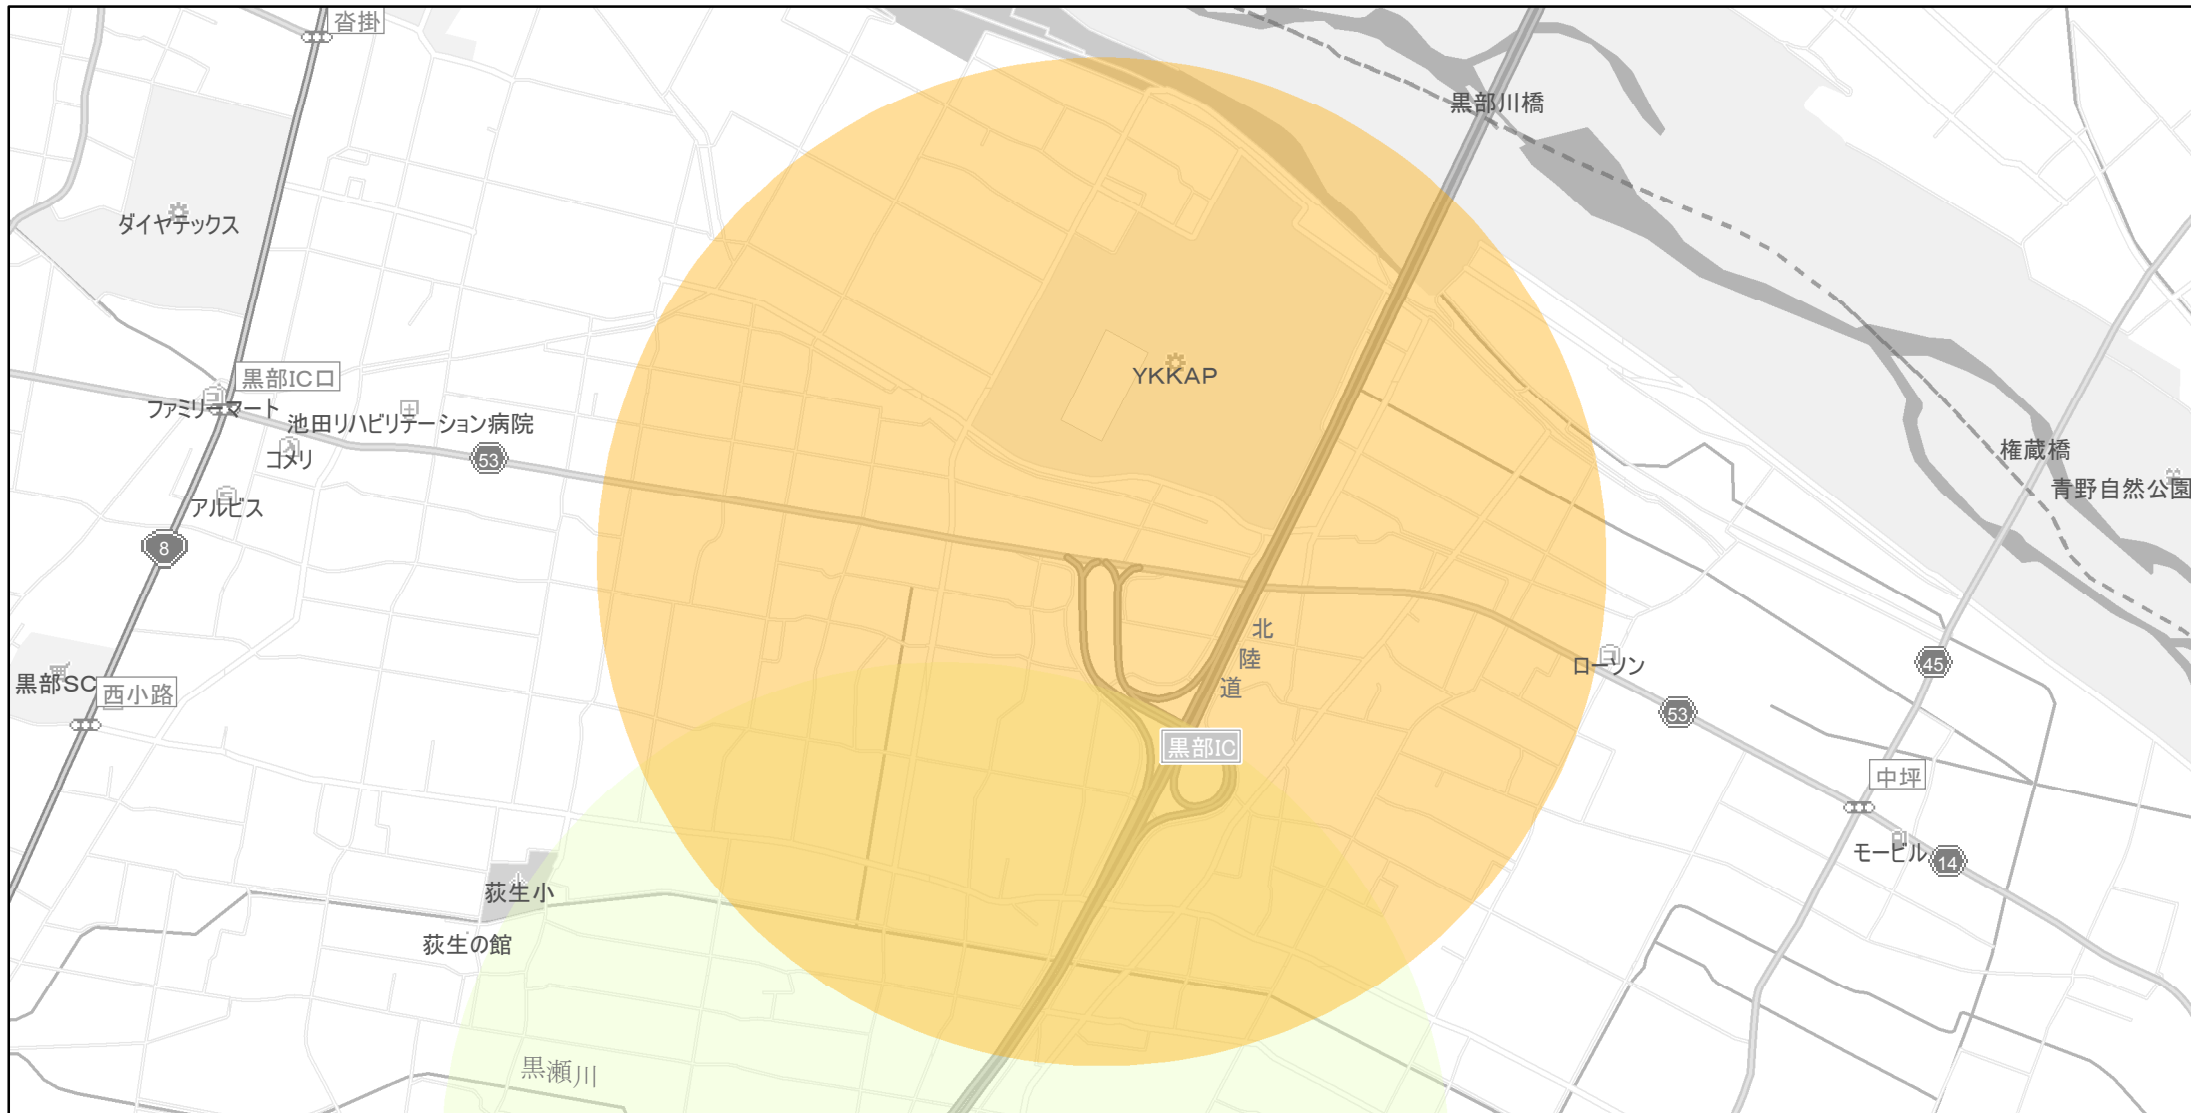 沓掛
黒部川橋
ダイヤテックス
YKKAP
黒部IC口
ファミリーマート
池田リハビリテーション病院
コメリ
53
アルビス
8
権蔵橋
青野自然公園
北陸道
ローソン
45
黒部SC
西小路
53
黒部IC
中坪
モービル
14
荻生小
荻生の館
黒瀬川